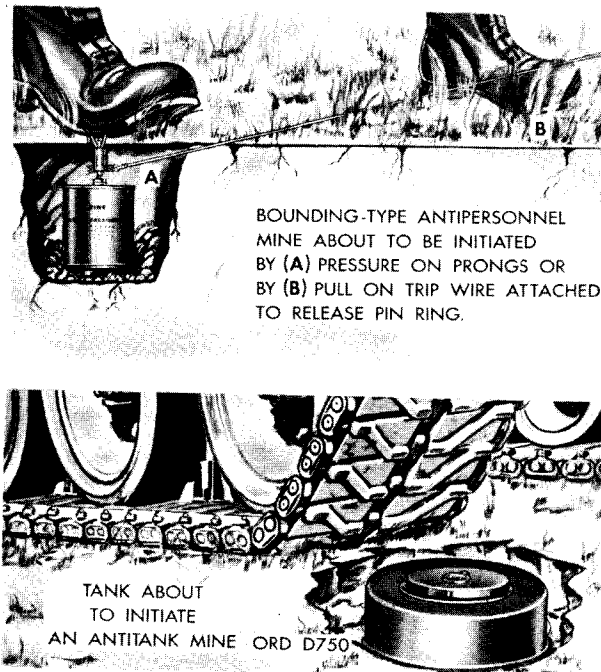 A
B
BOUNDING-TYPE ANTIPERSONNEL
MINE ABOUT TO BE INITIATED
BY (A) PRESSURE ON PRONGS OR
BY (B) PULL ON TRIP WIRE ATTACHED
TO RELEASE PIN RING.
TANK ABOUT
TO INITIATE
AN ANTITANK MINE ORD D750